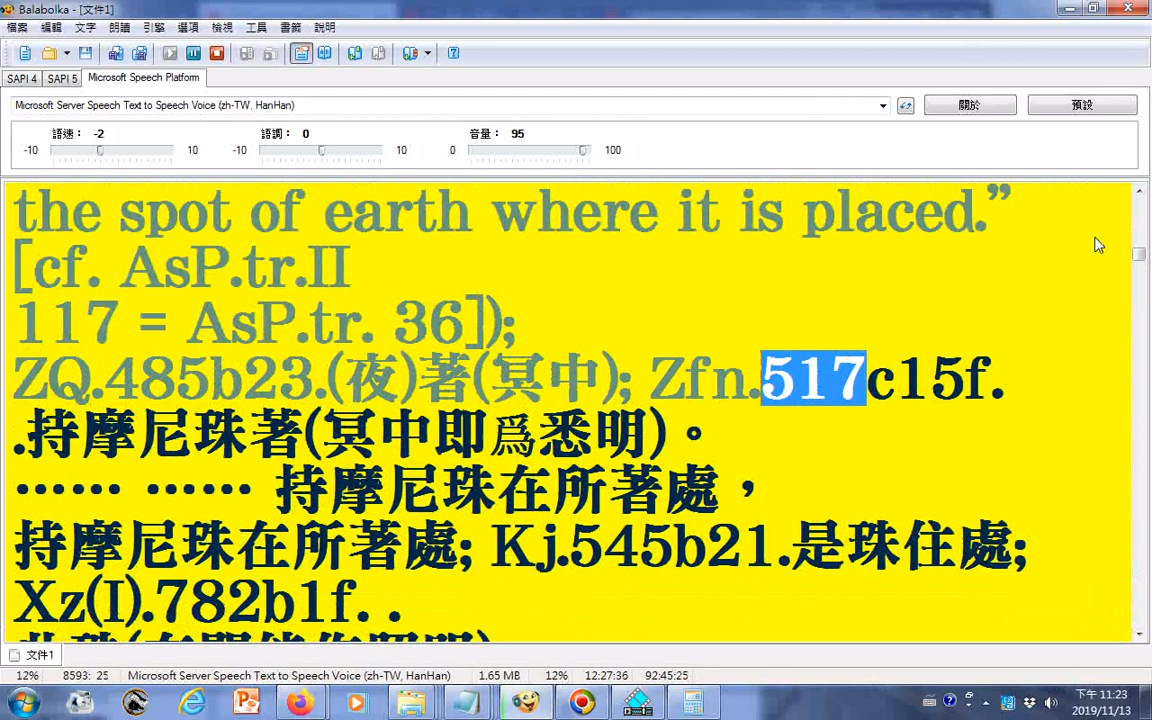 Balabolka - [文件1]
檔案 編輯 文字 朗讀 引擎 選項 檢視 工具 書籤 說明
SAPI 4 SAPI 5 Microsoft Speech Platform
Microsoft Server Speech Text to Speech Voice (zh-TW, HanHan) 關於 預設
語速： -2 語調： 0 音量： 95
-10 10 -10 10 0 100
the spot of earth where it is placed.”
[cf. AsP.tr.II
117 = AsP.tr. 36]);
ZQ.485b23.(夜)著(冥中); Zfn.517c15f.
.持摩尼珠著(冥中即爲悉明)。
…… …… 持摩尼珠在所著處，
持摩尼珠在所著處; Kj.545b21.是珠住處;
Xz(I).782b1f. .
文件1
12% 8593: 25 Microsoft Server Speech Text to Speech Voice (zh-TW, HanHan) 1.65 MB 12% 12:27:36 92:45:25
下午 11:23
2019/11/13